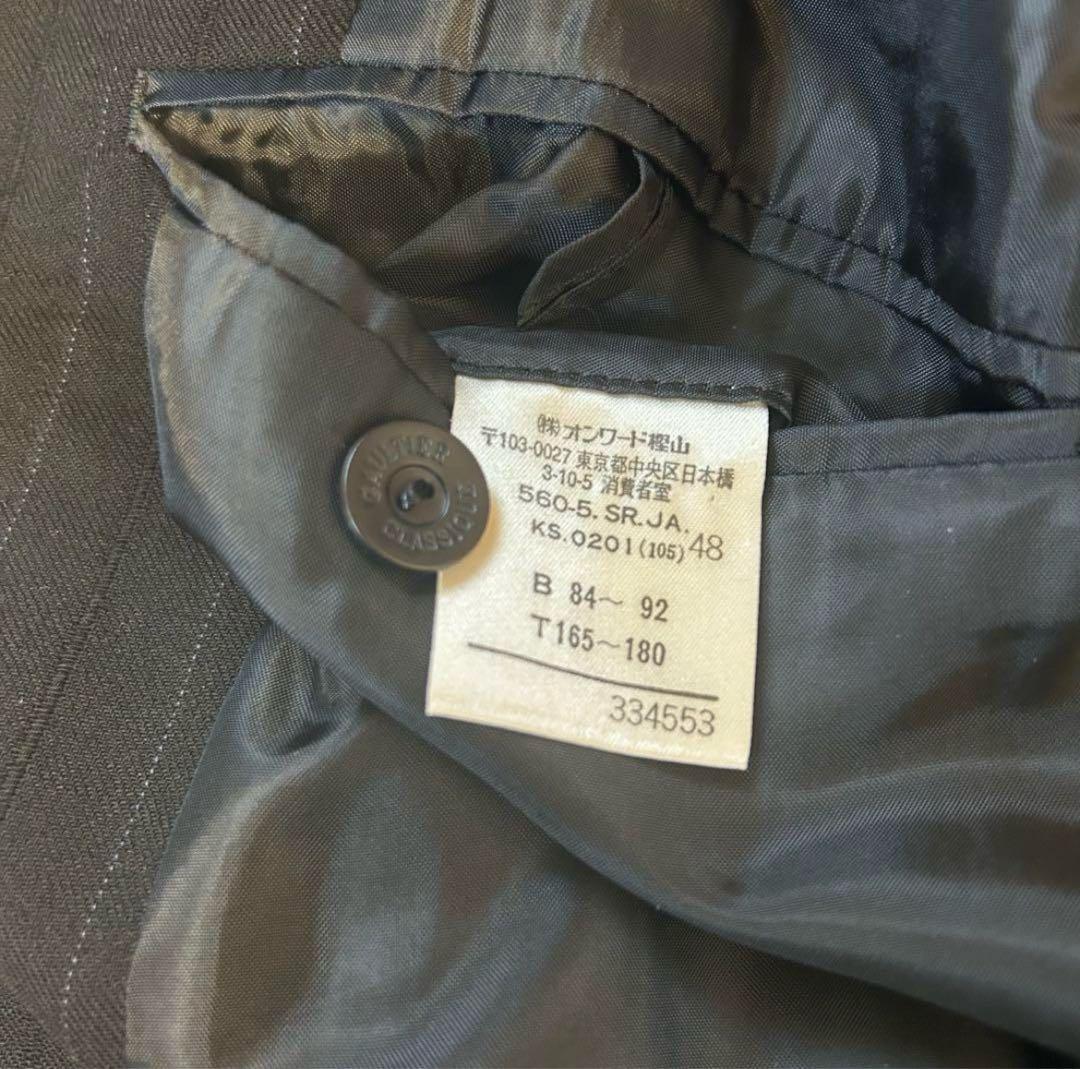 GAULTIER
CLASSIQUE
㈱オンワード樫山
〒103-0027 東京都中央区日本橋
3-10-5 消費者室
560-5.SR.JA.
KS.0201(105)48
B 84～ 92
T165～180
334553